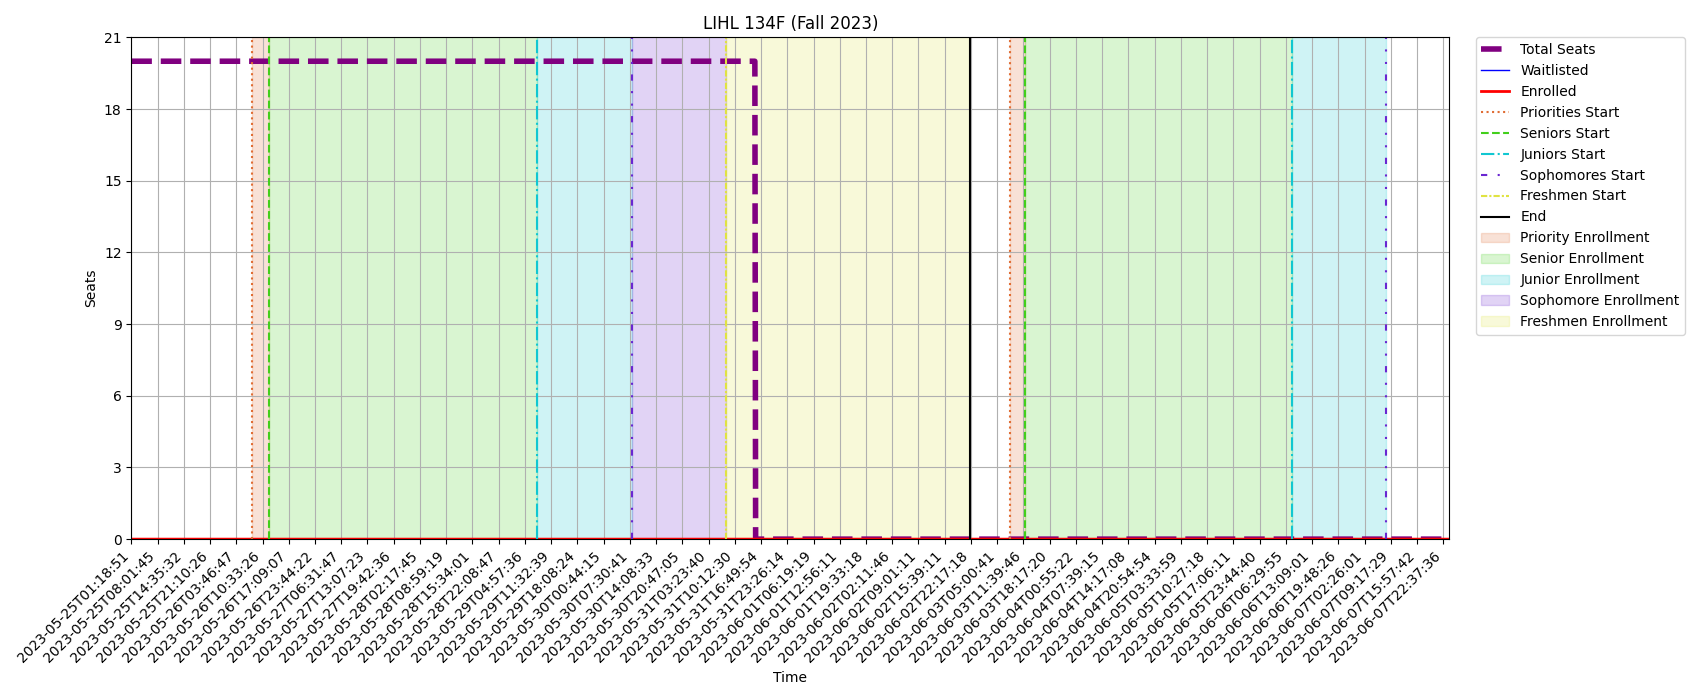 LIHL 134F (Fall 2023)
Seats
21
18
15
12
9
6
3
0
2023-05-25T01:18:51
2023-05-25T08:01:45
2023-05-25T14:35:32
2023-05-25T21:10:26
2023-05-26T03:46:47
2023-05-26T10:33:26
2023-05-26T17:09:07
2023-05-26T23:44:22
2023-05-27T06:31:47
2023-05-27T13:07:23
2023-05-27T19:42:36
2023-05-28T02:17:45
2023-05-28T08:59:19
2023-05-28T15:34:01
2023-05-28T22:08:47
2023-05-29T04:57:36
2023-05-29T11:32:39
2023-05-29T18:08:24
2023-05-30T00:44:15
2023-05-30T07:30:41
2023-05-30T14:08:33
2023-05-30T20:47:05
2023-05-31T03:23:40
2023-05-31T10:12:30
2023-05-31T16:49:54
2023-05-31T23:26:14
2023-06-01T06:19:19
2023-06-01T12:56:11
2023-06-01T19:33:18
2023-06-02T02:11:46
2023-06-02T09:01:11
2023-06-02T15:39:11
2023-06-02T22:17:18
2023-06-03T05:00:41
2023-06-03T11:39:46
2023-06-03T18:17:20
2023-06-04T00:55:22
2023-06-04T07:39:15
2023-06-04T14:17:08
2023-06-04T20:54:54
2023-06-05T03:33:59
2023-06-05T10:27:18
2023-06-05T17:06:11
2023-06-05T23:44:40
2023-06-06T06:29:55
2023-06-06T13:09:01
2023-06-06T19:48:26
2023-06-07T02:26:01
2023-06-07T09:17:29
2023-06-07T15:57:42
2023-06-07T22:37:36
Time
Total Seats
Waitlisted
Enrolled
Priorities Start
Seniors Start
Juniors Start
Sophomores Start
Freshmen Start
End
Priority Enrollment
Senior Enrollment
Junior Enrollment
Sophomore Enrollment
Freshmen Enrollment